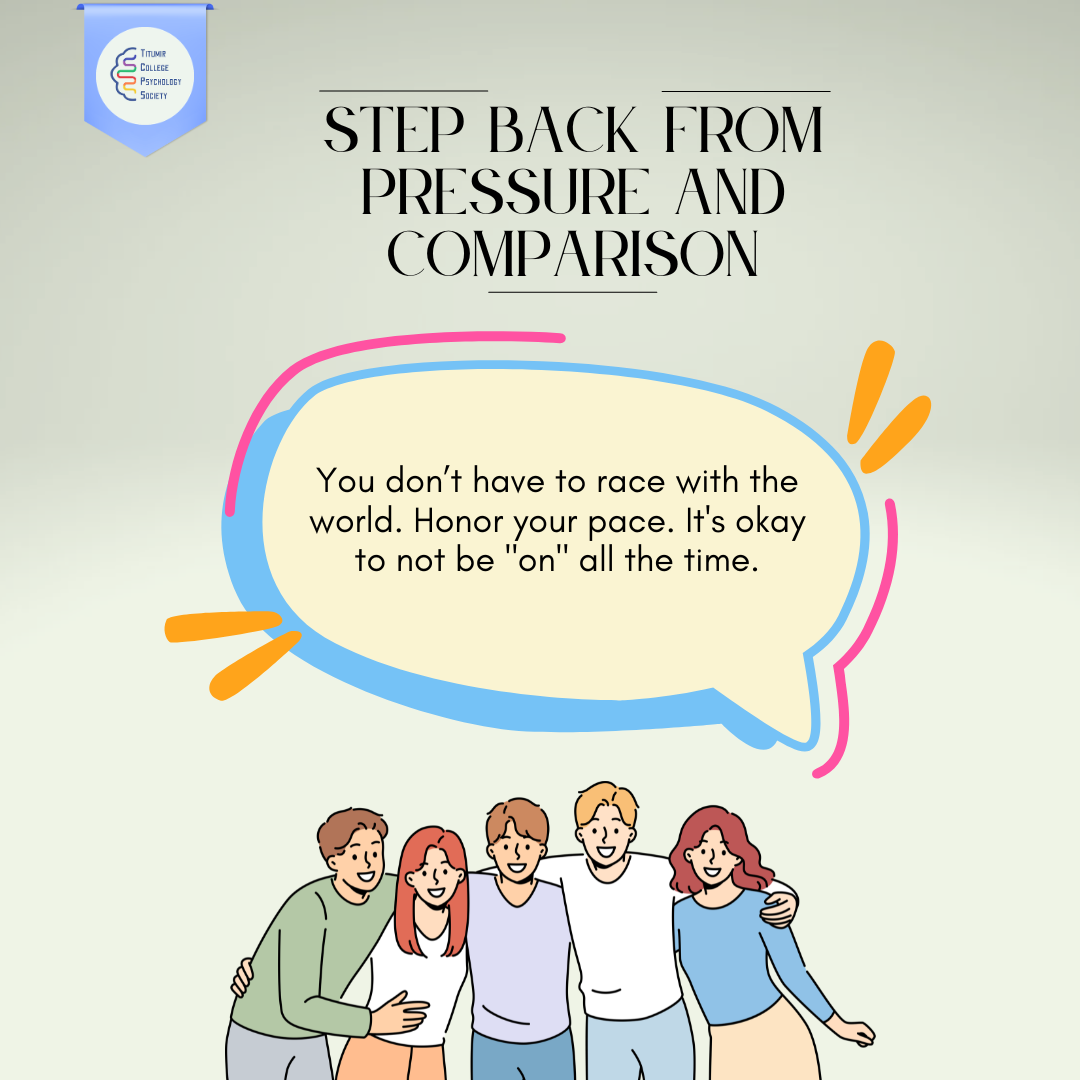 Titumir
College
Psychology
Society
STEP BACK FROM
PRESSURE AND
COMPARISON
You don’t have to race with the
world. Honor your pace. It's okay
to not be "on" all the time.